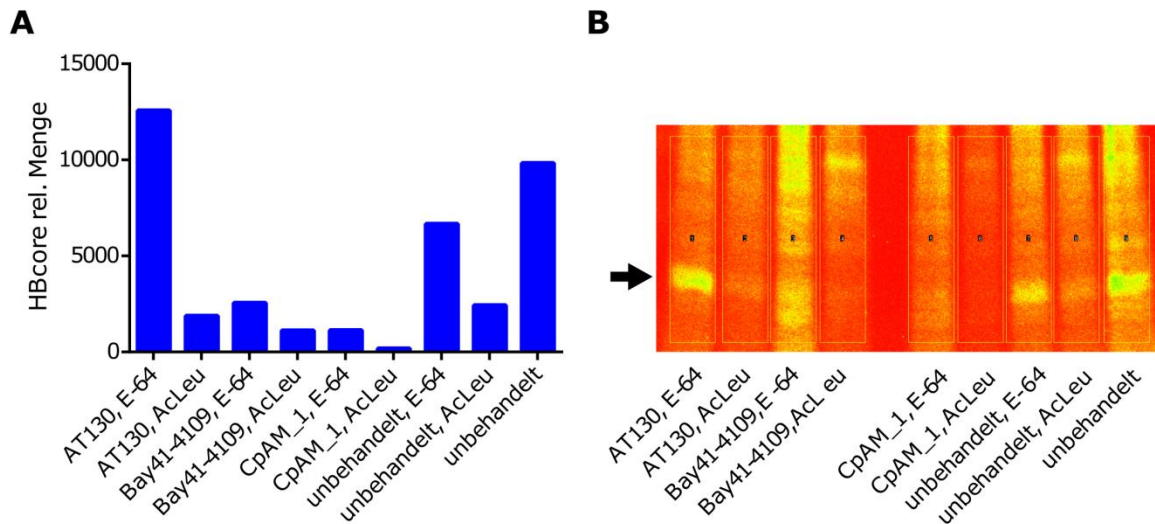 A
B
HBcore rel. Menge
15000
10000
5000
0
AT130, E-64
AT130, AcLeu
Bay41-4109, E-64
Bay41-4109, AcLeu
CpAM_1, E-64
CpAM_1, AcLeu
unbehandelt, E-64
unbehandelt, AcLeu
unbehandelt
AT130, E-64
AT130, AcLeu
Bay41-4109, E-64
Bay41-4109,AcL eu
CpAM_1, E-64
CpAM_1, AcLeu
unbehandelt, E-64
unbehandelt, AcLeu
unbehandelt